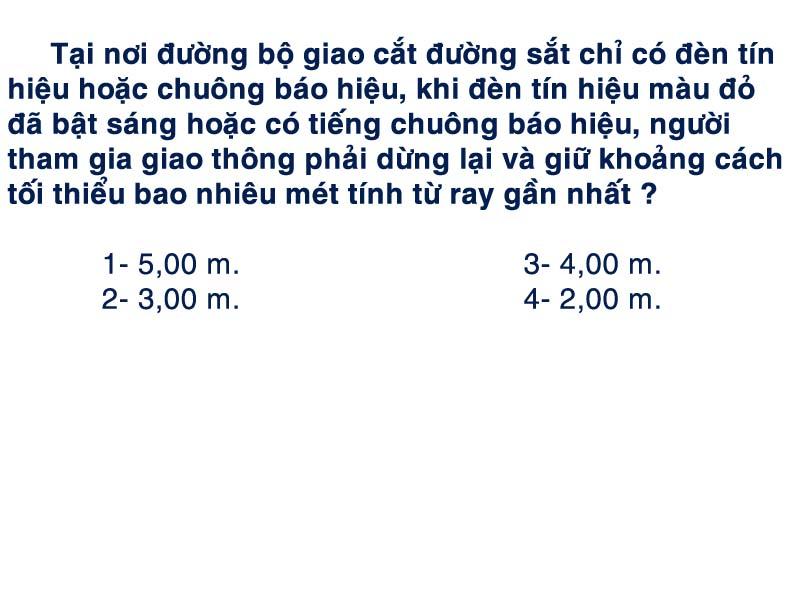 Tại nơi đường bộ giao cắt đường sắt chỉ có đèn tín
hiệu hoặc chuông báo hiệu, khi đèn tín hiệu màu đỏ
đã bật sáng hoặc có tiếng chuông báo hiệu, người
tham gia giao thông phải dừng lại và giữ khoảng cách
tối thiểu bao nhiêu mét tính từ ray gần nhất ?
1- 5,00 m. 3- 4,00 m.
2- 3,00 m. 4- 2,00 m.